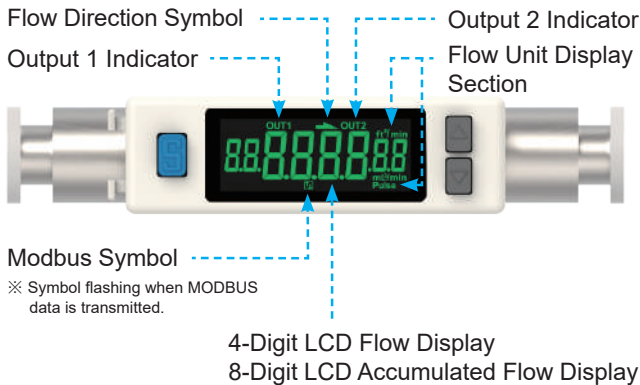 Flow Direction Symbol
Output 2 Indicator
Output 1 Indicator
Flow Unit Display
Section
OUT1
OUT2
ft³/min
8.8.8.8.8.8.8.8
Pulse
Modbus Symbol
※ Symbol flashing when MODBUS
data is transmitted.
4-Digit LCD Flow Display
8-Digit LCD Accumulated Flow Display